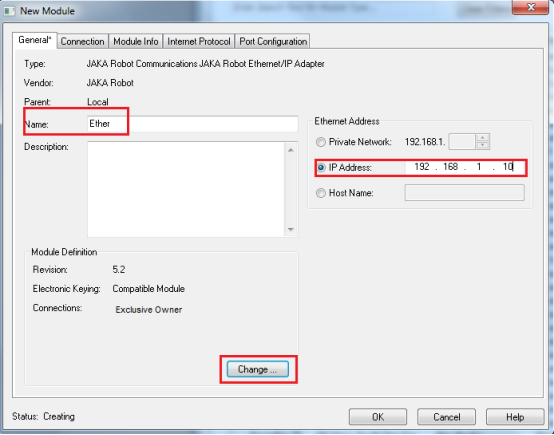 New Module
General* Connection Module Info Internet Protocol Port Configuration
Type: JAKA Robot Communications JAKA Robot Ethernet/IP Adapter
Vendor: JAKA Robot
Parent: Local
Name: Ether
Description:
Ethernet Address
Private Network: 192.168.1.
IP Address: 192 . 168 . 1 . 10
Host Name:
Module Definition
Revision: 5.2
Electronic Keying: Compatible Module
Connections: Exclusive Owner
Change ...
Status: Creating
OK Cancel Help